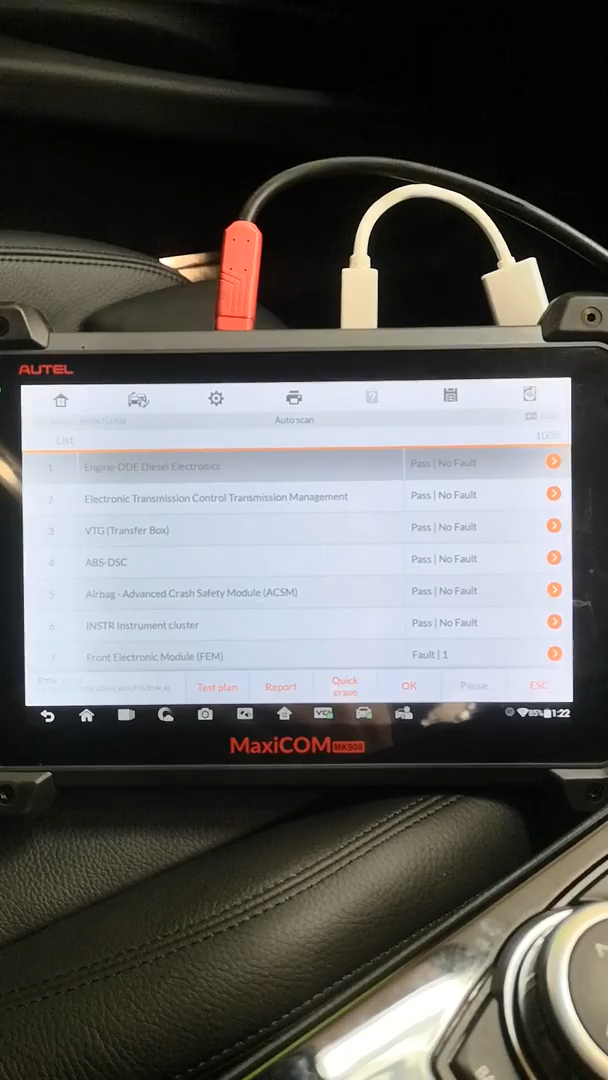 AUTEL
Auto scan
List 100%
1 Engine-DDE Diesel Electronics Pass | No Fault
2 Electronic Transmission Control Transmission Management Pass | No Fault
3 VTG (Transfer Box) Pass | No Fault
4 ABS-DSC Pass | No Fault
5 Airbag - Advanced Crash Safety Module (ACSM) Pass | No Fault
6 INSTR Instrument cluster Pass | No Fault
7 Front Electronic Module (FEM) Fault | 1
Test plan Report Quick erase OK Pause ESC
VCI 85% 1:22
MaxiCOM MK908